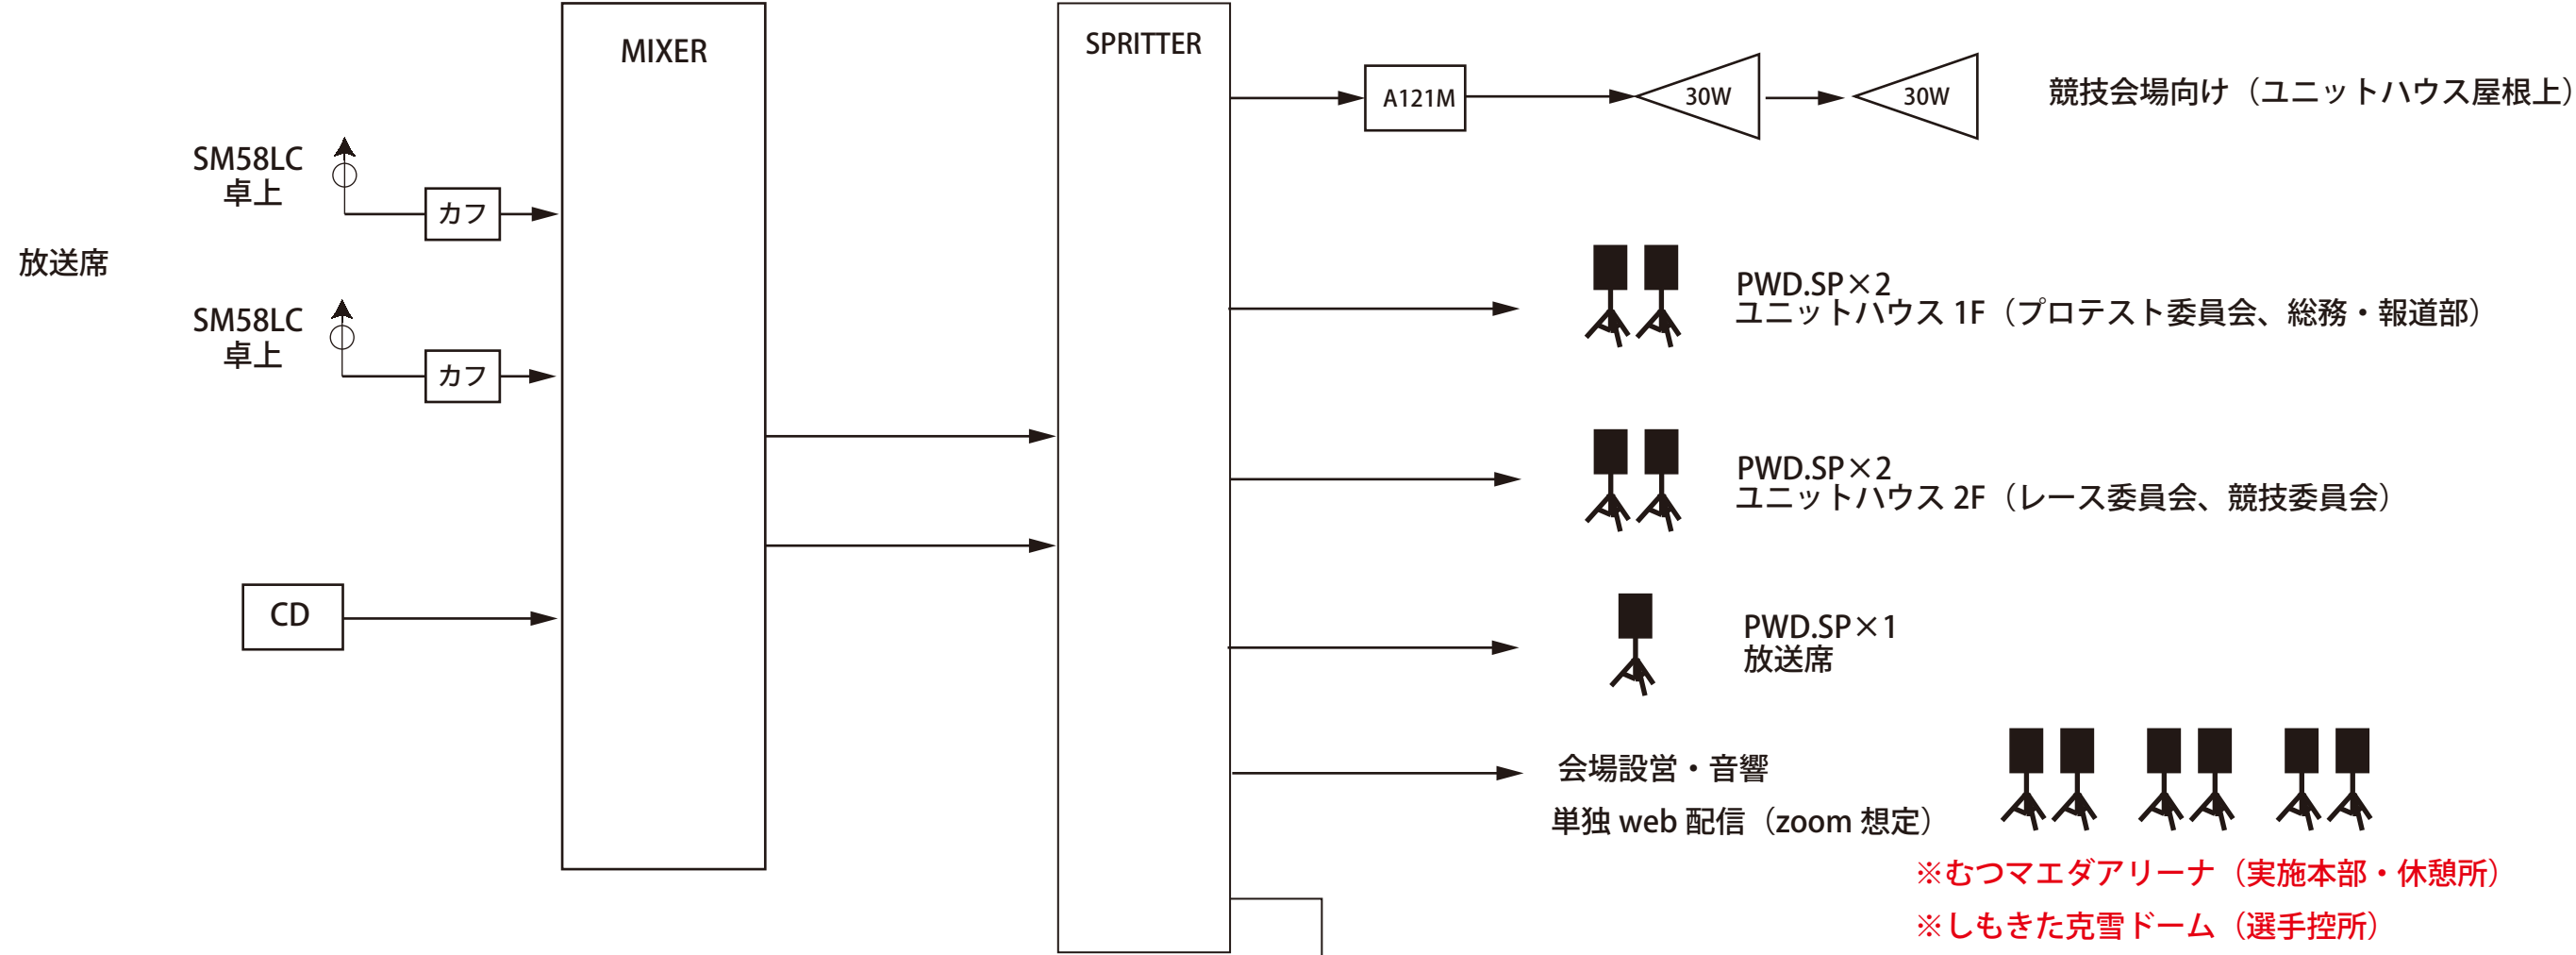 MIXER
SPRITTER
A121M
30W
30W
競技会場向け（ユニットハウス屋根上）
SM58LC
卓上
カフ
放送席
SM58LC
卓上
カフ
PWD.SP×2
ユニットハウス 1F（プロテスト委員会、総務・報道部）
PWD.SP×2
ユニットハウス 2F（レース委員会、競技委員会）
CD
PWD.SP×1
放送席
会場設営・音響
単独 web 配信（zoom 想定）
※むつマエダアリーナ（実施本部・休憩所）
※しもきた克雪ドーム（選手控所）